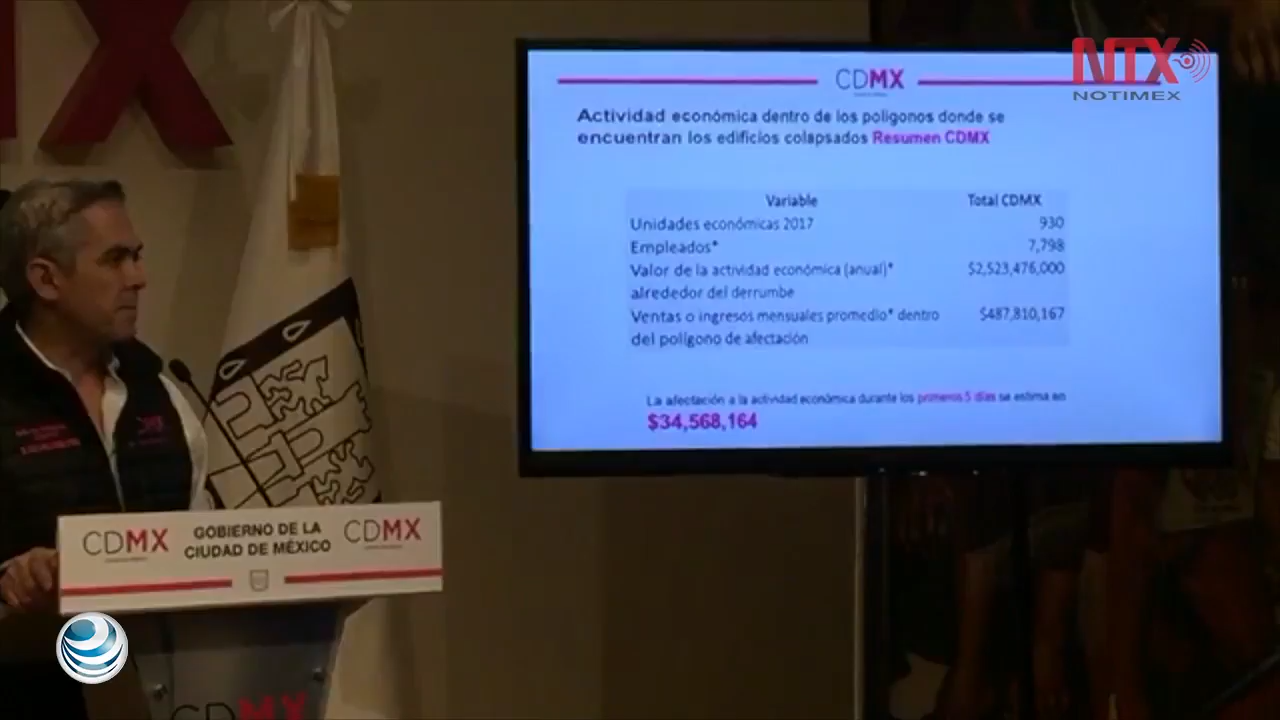 NTX
NOTIMEX
CDMX
Actividad económica dentro de los polígonos donde se
encuentran los edificios colapsados Resumen CDMX
Variable Total CDMX
Unidades económicas 2017 930
Empleados* 7,798
Valor de la actividad económica (anual)* $2,523,476,000
alrededor del derrumbe
Ventas o ingresos mensuales promedio* dentro $487,810,167
del polígono de afectación
La afectación a la actividad económica durante los primeros 5 días se estima en
$34,568,164
CDMX GOBIERNO DE LA CDMX
CIUDAD DE MÉXICO
CDMX